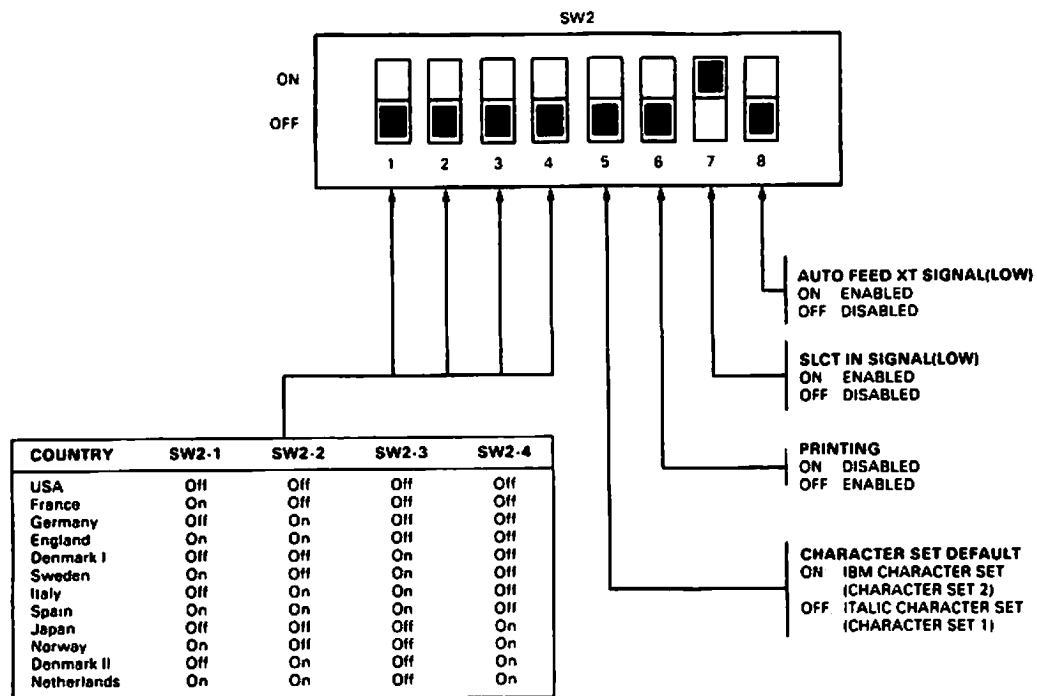 SW2
ON
OFF
1 2 3 4 5 6 7 8
AUTO FEED XT SIGNAL(LOW)
ON ENABLED
OFF DISABLED
SLCT IN SIGNAL(LOW)
ON ENABLED
OFF DISABLED
PRINTING
ON DISABLED
OFF ENABLED
CHARACTER SET DEFAULT
ON IBM CHARACTER SET
(CHARACTER 2)
OFF ITALIC CHARACTER SET
(CHARACTER SET 1)
COUNTRY SW2-1 SW2-2 SW2-3 SW2-4
USA Off Off Off Off
France On Off Off Off
Germany Off On Off Off
England On On Off Off
Denmark I Off Off On Off
Sweden On Off On Off
Italy Off On On Off
Spain On On On Off
Japan Off Off Off On
Norway On Off Off On
Denmark II Off On Off On
Netherlands On On Off On